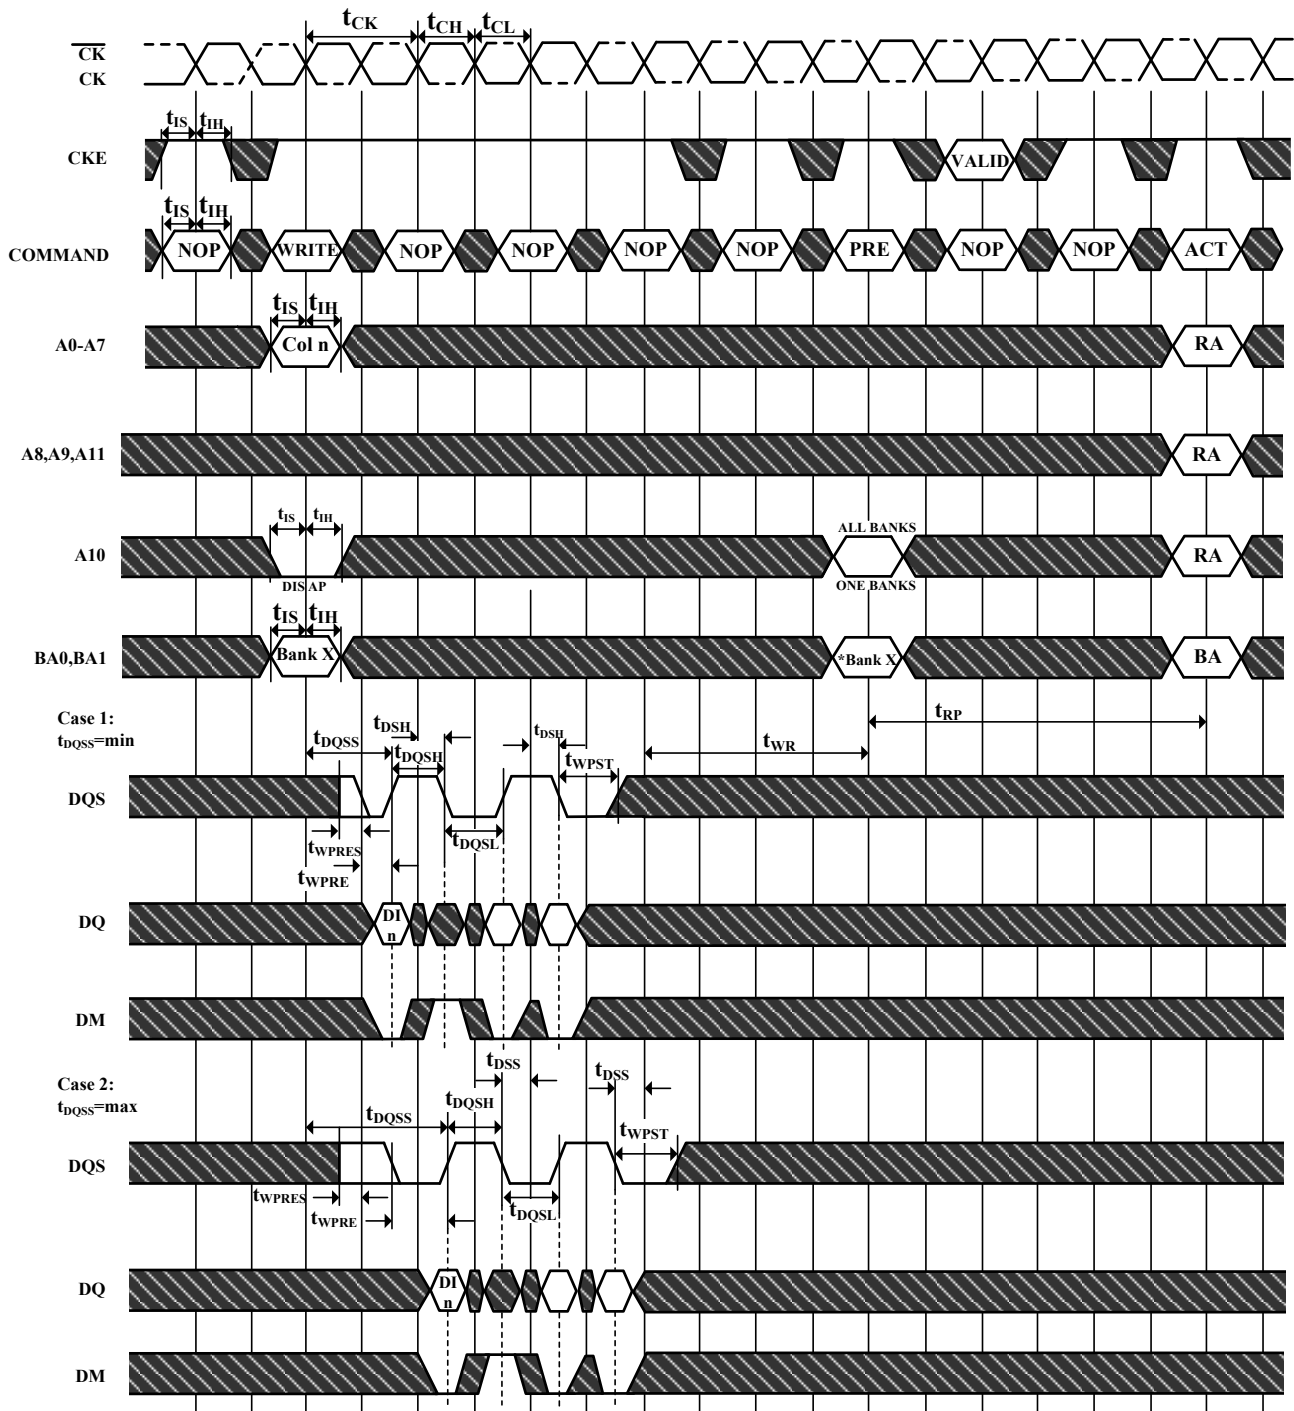 tCK tCH tCL
CK
CK
tIS tIH
CKE VALID
tIS tIH
COMMAND NOP WRITE NOP NOP NOP NOP PRE NOP NOP ACT
tIS tIH
A0-A7 Col n RA
A8,A9,A11 RA
tIS tIH ALL BANKS
A10 RA
DIS AP ONE BANKS
tIS tIH
BA0,BA1 Bank X *Bank X BA
Case 1:
tDQSS=min
tDQSS tDSH tDQSH tDSH tWPST tWR tRP
DQS
tWPRES tDQSL
tWPRE
DQ DI n
DM
tDSS tDSS
Case 2:
tDQSS=max
tDQSS tDQSH tWPST
DQS
tWPRES tWPRE tDQSL
DQ DI n
DM